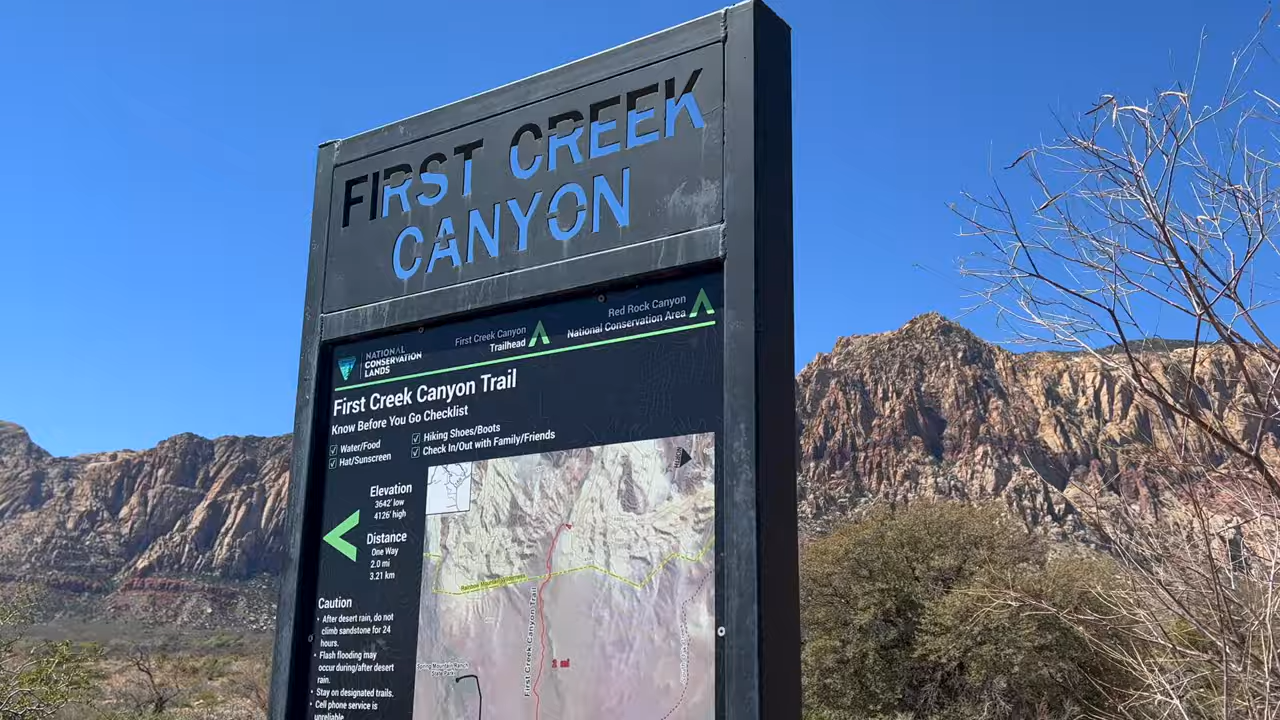 FIRST CREEK
CANYON
NATIONAL
CONSERVATION
LANDS
First Creek Canyon
Trailhead
Red Rock Canyon
National Conservation Area
First Creek Canyon Trail
Know Before You Go Checklist
Water/Food
Hat/Sunscreen
Hiking Shoes/Boots
Check In/Out with Family/Friends
Elevation
3642' low
4126' high
Distance
One Way
2.0 mi
3.21 km
Caution
• After desert rain, do not
climb sandstone for 24
hours.
• Flash flooding may
occur during/after desert
rain.
• Stay on designated trails.
• Cell phone service is
unreliable
First Creek Canyon Trail
2 mi
Spring Mountain Ranch
State Park